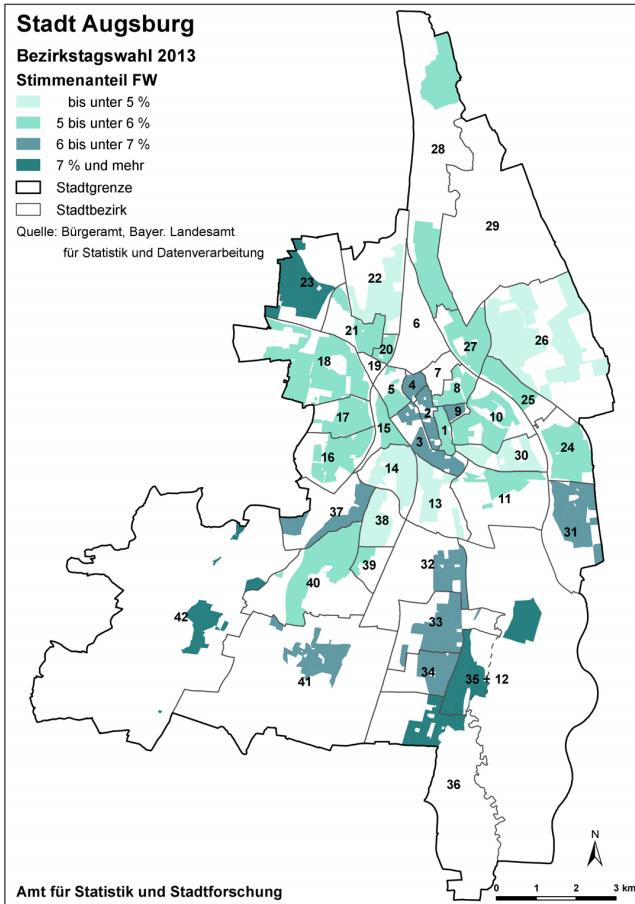 Stadt Augsburg
Bezirkstagswahl 2013
Stimmenanteil FW
bis unter 5 %
5 bis unter 6 %
6 bis unter 7 %
7 % und mehr
Stadtgrenze
Stadtbezirk
Quelle: Bürgeramt, Bayer. Landesamt
für Statistik und Datenverarbeitung
28
29
23
22
6
21
26
27
20
18
19
7
4
5
8
25
2
9
10
17
1
15
3
24
16
30
14
11
13
37
31
38
32
39
40
42
33
34
41
35 + 12
36
N
0 1 2 3 km
Amt für Statistik und Stadtforschung